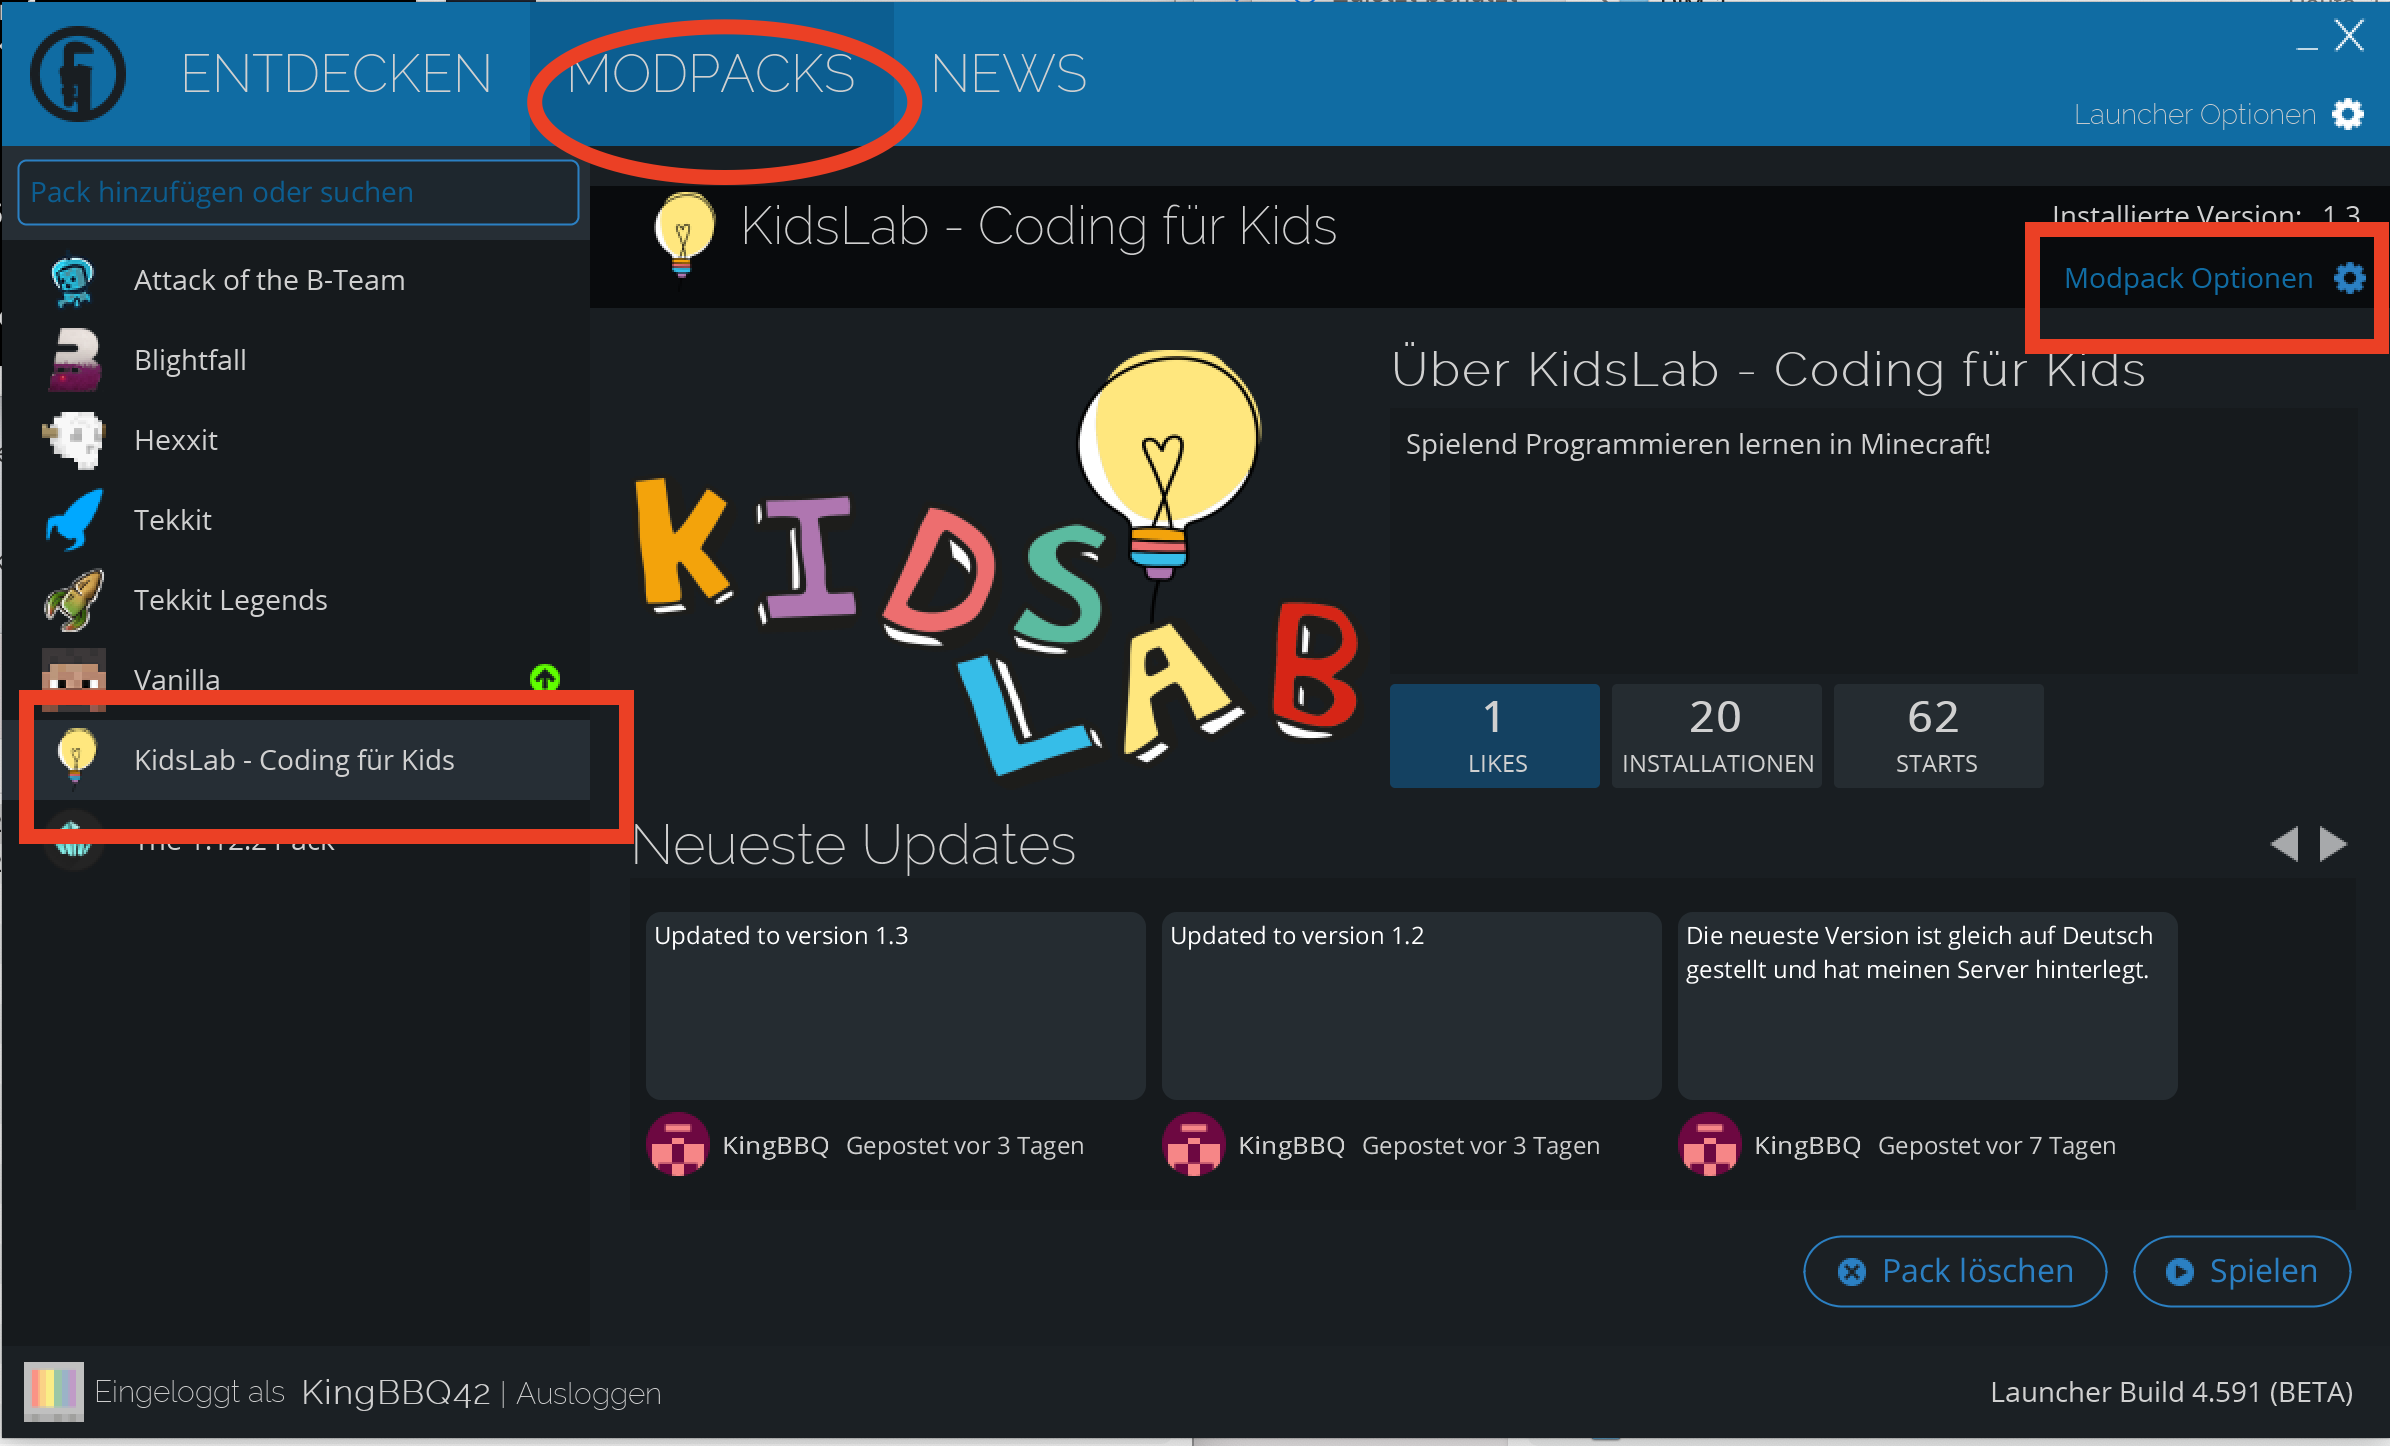 ENTDECKEN
MODPACKS
NEWS
Launcher Optionen
Pack hinzufügen oder suchen
Attack of the B-Team
Blightfall
Hexxit
Tekkit
Tekkit Legends
Vanilla
KidsLab - Coding für Kids
The 1.12.2 Pack
KidsLab - Coding für Kids
Installierte Version: 1.3
Modpack Optionen
KIDS
LAB
Über KidsLab - Coding für Kids
Spielend Programmieren lernen in Minecraft!
1
LIKES
20
INSTALLATIONEN
62
STARTS
Neueste Updates
Updated to version 1.3
KingBBQ Gepostet vor 3 Tagen
Updated to version 1.2
KingBBQ Gepostet vor 3 Tagen
Die neueste Version ist gleich auf Deutsch
gestellt und hat meinen Server hinterlegt.
KingBBQ Gepostet vor 7 Tagen
Pack löschen
Spielen
Eingeloggt als KingBBQ42 | Ausloggen
Launcher Build 4.591 (BETA)